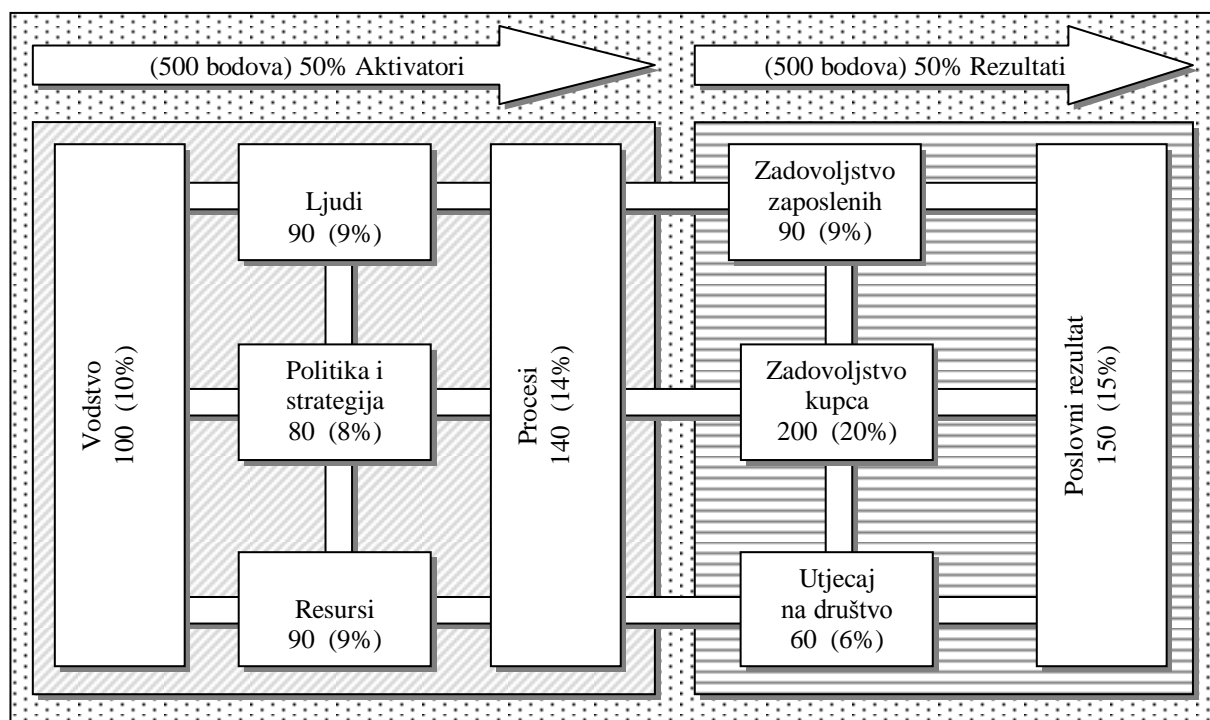 (500 bodova) 50% Aktivatori
(500 bodova) 50% Rezultati
Vodstvo
100 (10%)
Ljudi
90 (9%)
Politika i
strategija
80 (8%)
Resursi
90 (9%)
Procesi
140 (14%)
Zadovoljstvo
zaposlenih
90 (9%)
Zadovoljstvo
kupca
200 (20%)
Utjecaj
na društvo
60 (6%)
Poslovni rezultat
150 (15%)